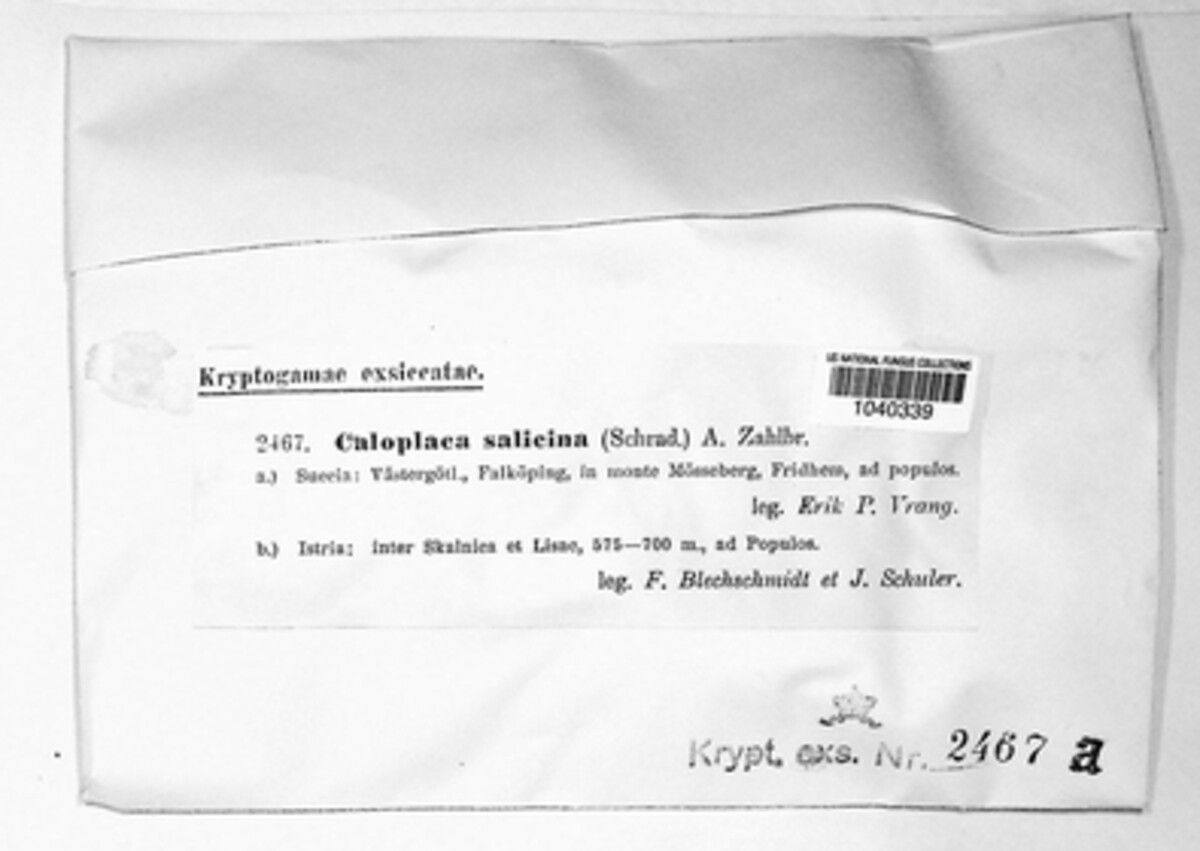 Kryptogamae exsiccatae.
US NATIONAL FUNGUS COLLECTIONS
1040339
2467. Caloplaca salicina (Schrad.) A. Zahlbr.
a.) Suecia: Västergötl., Falköping, in monte Mösseberg, Fridhem, ad populos.
leg. Erik P. Vrang.
b.) Istria: inter Skalnica et Lisac, 575—700 m., ad Populos.
leg. F. Blechschmidt et J. Schuler.
Krypt. exs. Nr. 2467 a